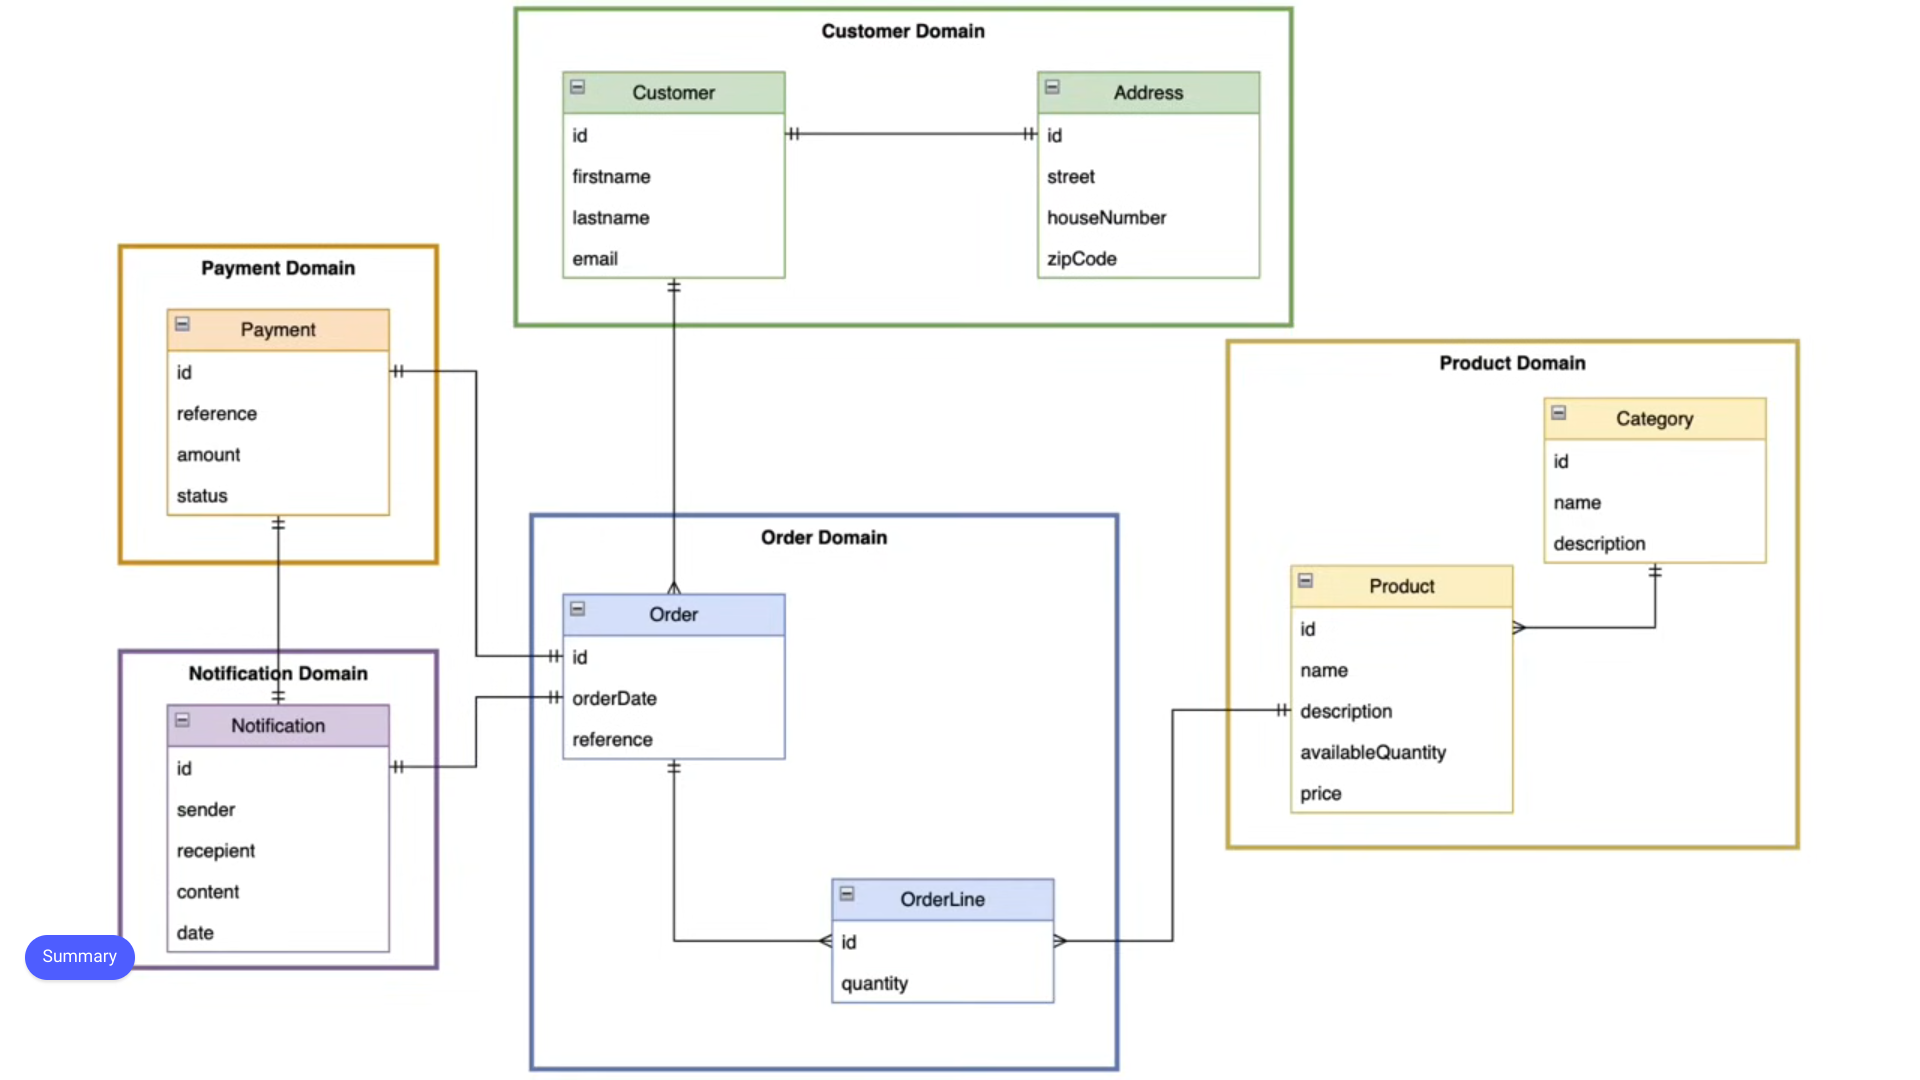 Customer Domain
Customer
id
firstname
lastname
email
Address
id
street
houseNumber
zipCode
Payment Domain
Payment
id
reference
amount
status
Product Domain
Category
id
name
description
Product
id
name
description
availableQuantity
price
Order Domain
Order
id
orderDate
reference
OrderLine
id
quantity
Notification Domain
Notification
id
sender
recepient
content
date
Summary